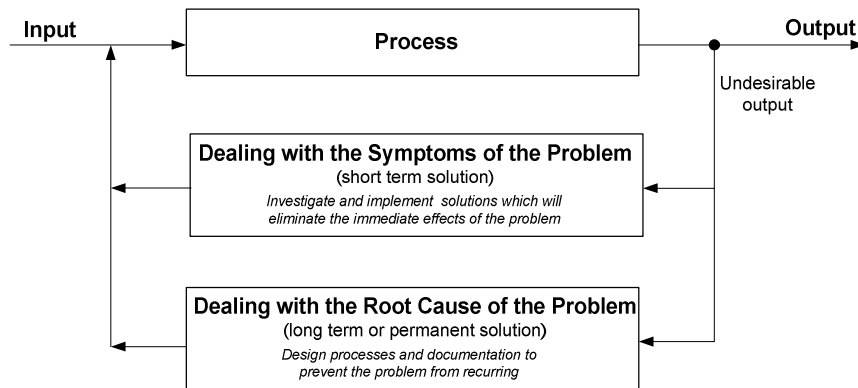 Input
Process
Output
Undesirable
output
Dealing with the Symptoms of the Problem
(short term solution)
Investigate and implement solutions which will
eliminate the immediate effects of the problem
Dealing with the Root Cause of the Problem
(long term or permanent solution)
Design processes and documentation to
prevent the problem from recurring